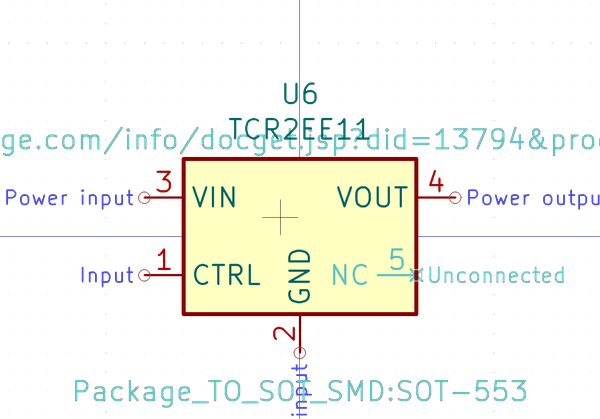 U6
TCR2EE11
ge.com/info/docget.jsp?did=13794&pro
Power input 3 VIN VOUT 4 Power outpu
Input 1 CTRL GND NC 5 Unconnected
2
input
Package_TO_SOT_SMD:SOT-553